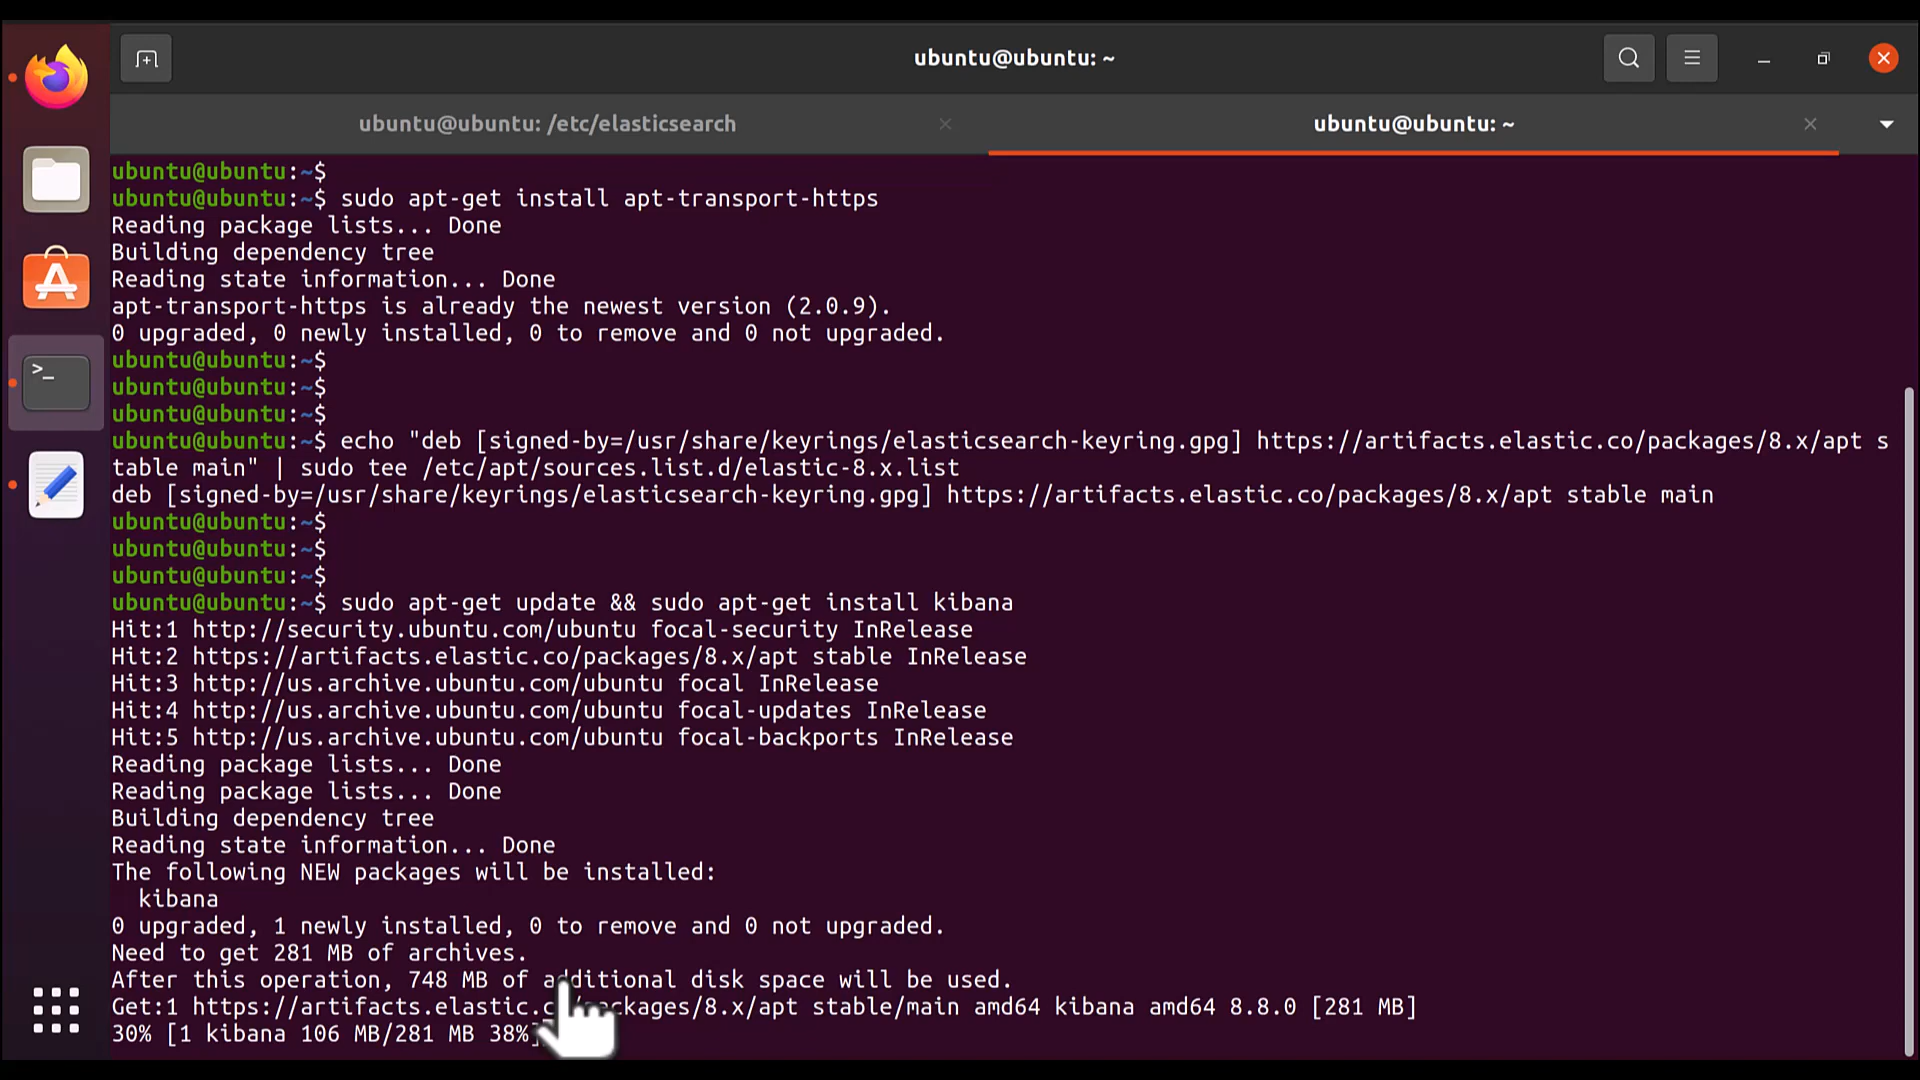 ubuntu@ubuntu: ~
ubuntu@ubuntu: /etc/elasticsearch
ubuntu@ubuntu: ~
ubuntu@ubuntu:~$
ubuntu@ubuntu:~$ sudo apt-get install apt-transport-https
Reading package lists... Done
Building dependency tree
Reading state information... Done
apt-transport-https is already the newest version (2.0.9).
0 upgraded, 0 newly installed, 0 to remove and 0 not upgraded.
ubuntu@ubuntu:~$
ubuntu@ubuntu:~$
ubuntu@ubuntu:~$
ubuntu@ubuntu:~$ echo "deb [signed-by=/usr/share/keyrings/elasticsearch-keyring.gpg] https://artifacts.elastic.co/packages/8.x/apt s
table main" | sudo tee /etc/apt/sources.list.d/elastic-8.x.list
deb [signed-by=/usr/share/keyrings/elasticsearch-keyring.gpg] https://artifacts.elastic.co/packages/8.x/apt stable main
ubuntu@ubuntu:~$
ubuntu@ubuntu:~$
ubuntu@ubuntu:~$
ubuntu@ubuntu:~$ sudo apt-get update && sudo apt-get install kibana
Hit:1 http://security.ubuntu.com/ubuntu focal-security InRelease
Hit:2 https://artifacts.elastic.co/packages/8.x/apt stable InRelease
Hit:3 http://us.archive.ubuntu.com/ubuntu focal InRelease
Hit:4 http://us.archive.ubuntu.com/ubuntu focal-updates InRelease
Hit:5 http://us.archive.ubuntu.com/ubuntu focal-backports InRelease
Reading package lists... Done
Reading package lists... Done
Building dependency tree
Reading state information... Done
The following NEW packages will be installed:
  kibana
0 upgraded, 1 newly installed, 0 to remove and 0 not upgraded.
Need to get 281 MB of archives.
After this operation, 748 MB of additional disk space will be used.
Get:1 https://artifacts.elastic.co/packages/8.x/apt stable/main amd64 kibana amd64 8.8.0 [281 MB]
30% [1 kibana 106 MB/281 MB 38%]